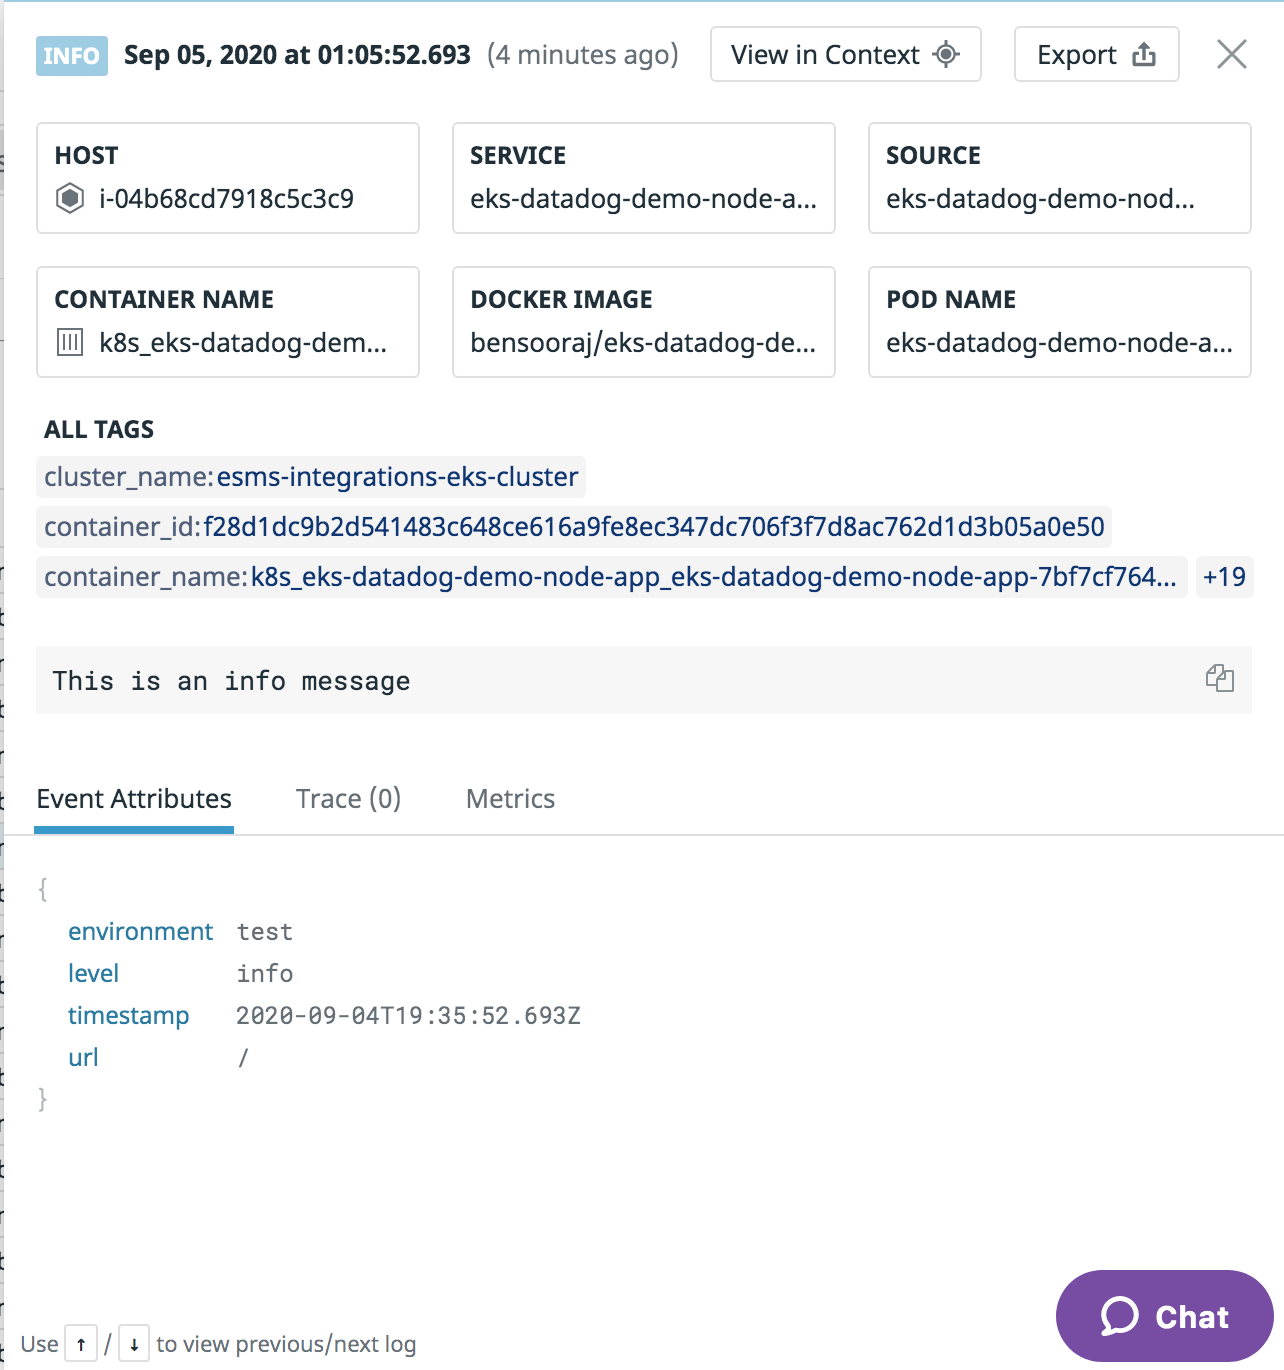 INFO Sep 05, 2020 at 01:05:52.693 (4 minutes ago) View in Context Export
HOST SERVICE SOURCE
i-04b68cd7918c5c3c9 eks-datadog-demo-node-a... eks-datadog-demo-nod...
CONTAINER NAME DOCKER IMAGE POD NAME
k8s_eks-datadog-dem... bensooraj/eks-datadog-de... eks-datadog-demo-node-a...
ALL TAGS
cluster_name:esms-integrations-eks-cluster
container_id:f28d1dc9b2d541483c648ce616a9fe8ec347dc706f3f7d8ac762d1d3b05a0e50
container_name:k8s_eks-datadog-demo-node-app_eks-datadog-demo-node-app-7bf7cf764... +19
This is an info message
Event Attributes Trace (0) Metrics
{
environment test
level info
timestamp 2020-09-04T19:35:52.693Z
url /
}
Chat
Use ↑ / ↓ to view previous/next log